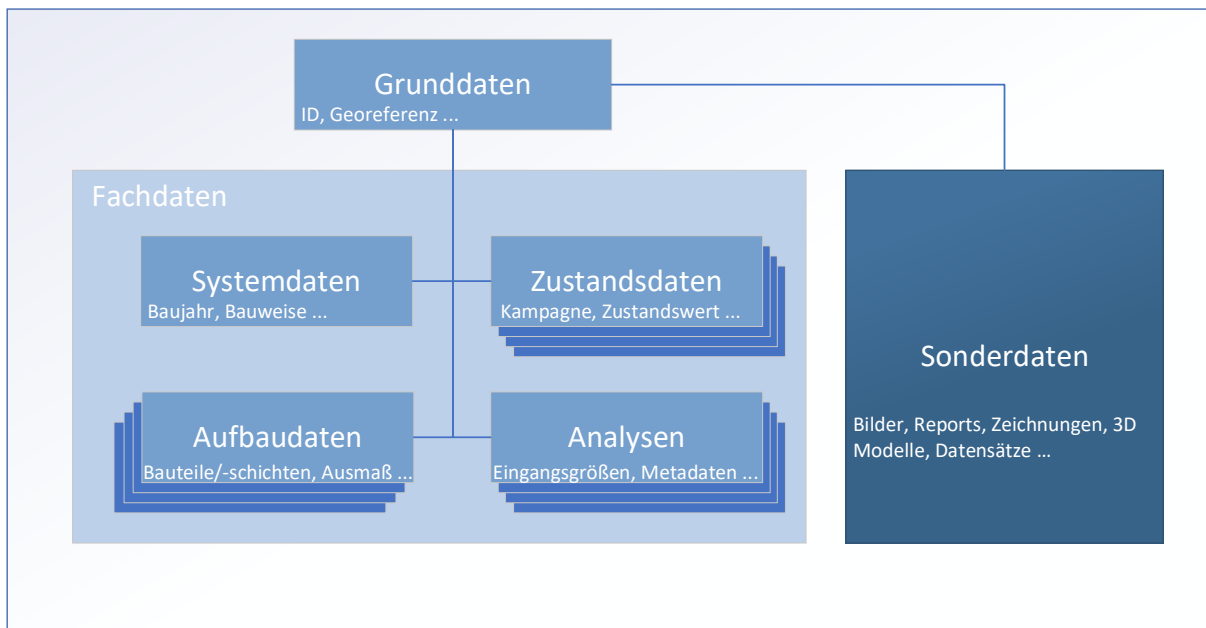 Grunddaten
ID, Georeferenz ...
Fachdaten
Systemdaten
Baujahr, Bauweise ...
Zustandsdaten
Kampagne, Zustandswert ...
Aufbaudaten
Bauteile/-schichten, Ausmaß ...
Analysen
Eingangsgrößen, Metadaten ...
Sonderdaten
Bilder, Reports, Zeichnungen, 3D
Modelle, Datensätze ...